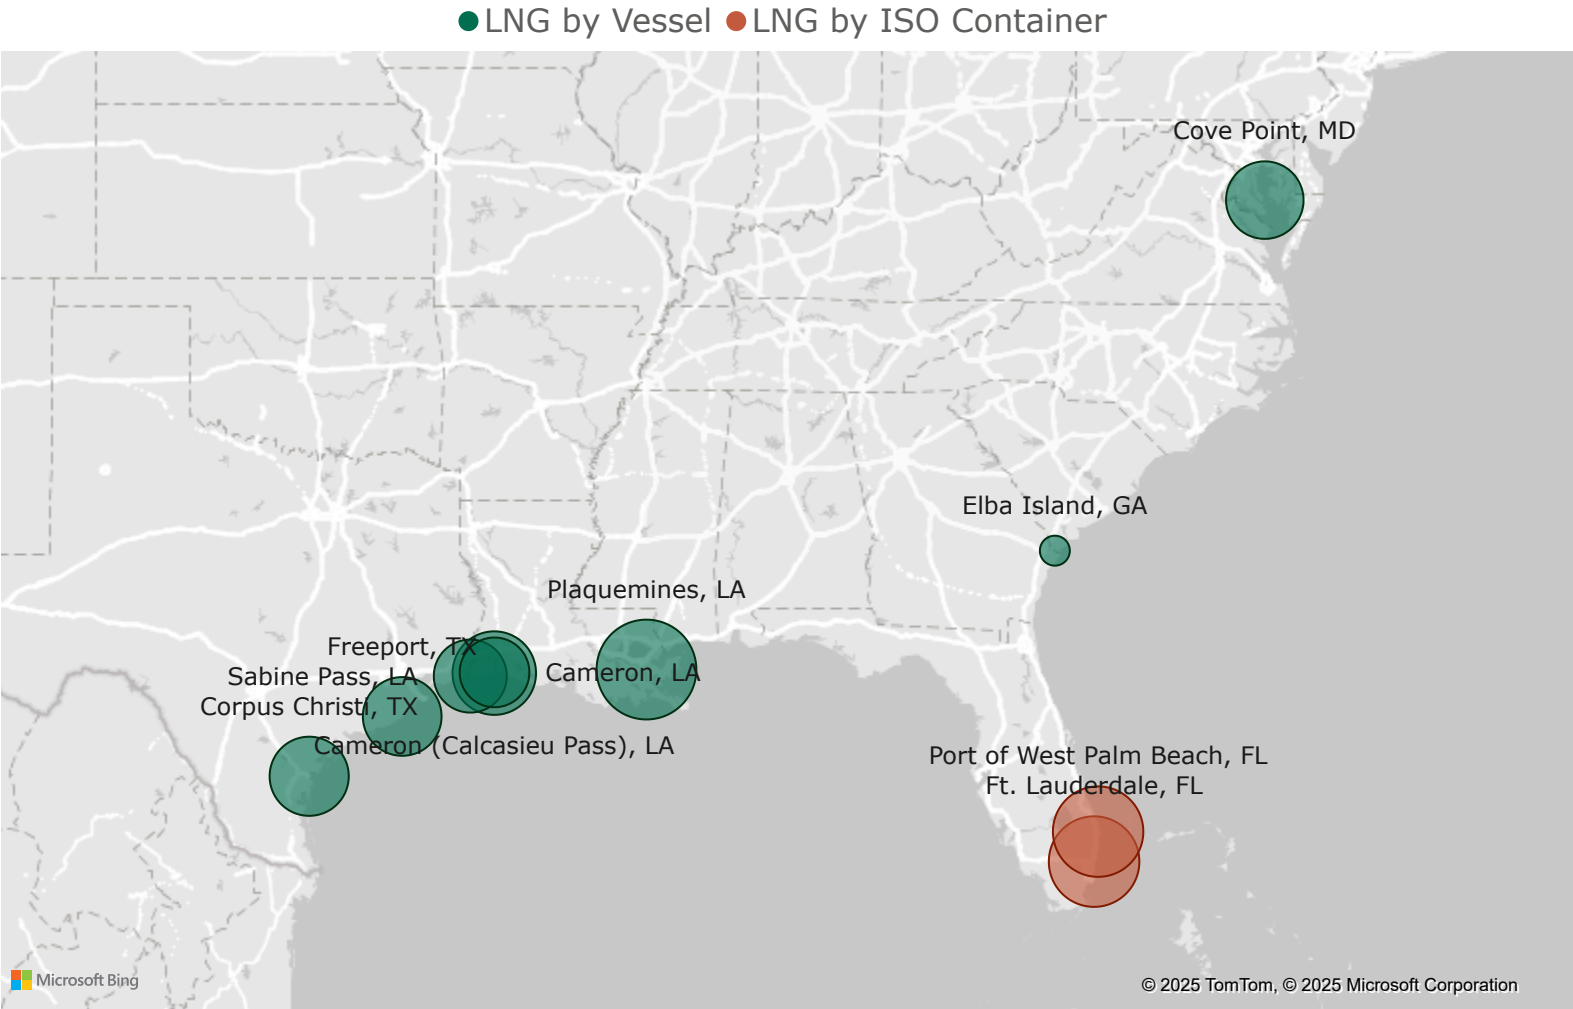 LNG by Vessel LNG by ISO Container
Cove Point, MD
Elba Island, GA
Plaquemines, LA
Freeport, TX
Sabine Pass, LA
Cameron, LA
Corpus Christi, TX
Cameron (Calcasieu Pass), LA
Port of West Palm Beach, FL
Ft. Lauderdale, FL
Microsoft Bing
© 2025 TomTom, © 2025 Microsoft Corporation